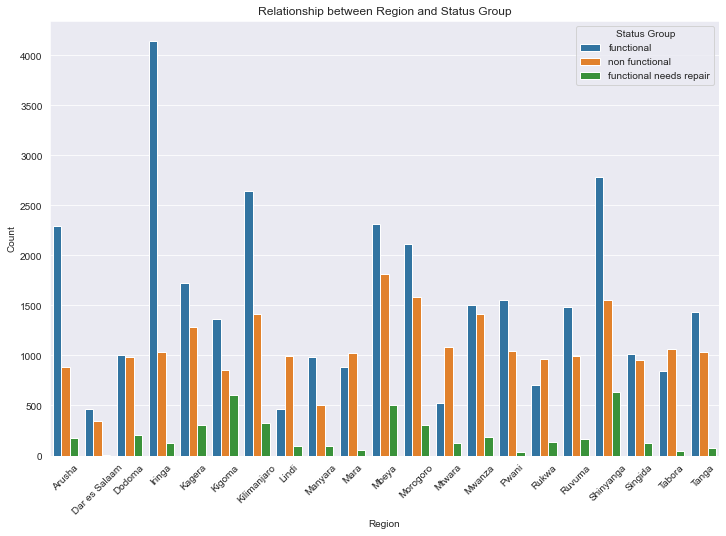 Relationship between Region and Status Group
Status Group
functional
non functional
functional needs repair
Count
4000
3500
3000
2500
2000
1500
1000
500
0
Arusha
Dar es Salaam
Dodoma
Iringa
Kagera
Kigoma
Kilimanjaro
Lindi
Manyara
Mara
Mbeya
Morogoro
Mtwara
Mwanza
Pwani
Rukwa
Ruvuma
Shinyanga
Singida
Tabora
Tanga
Region